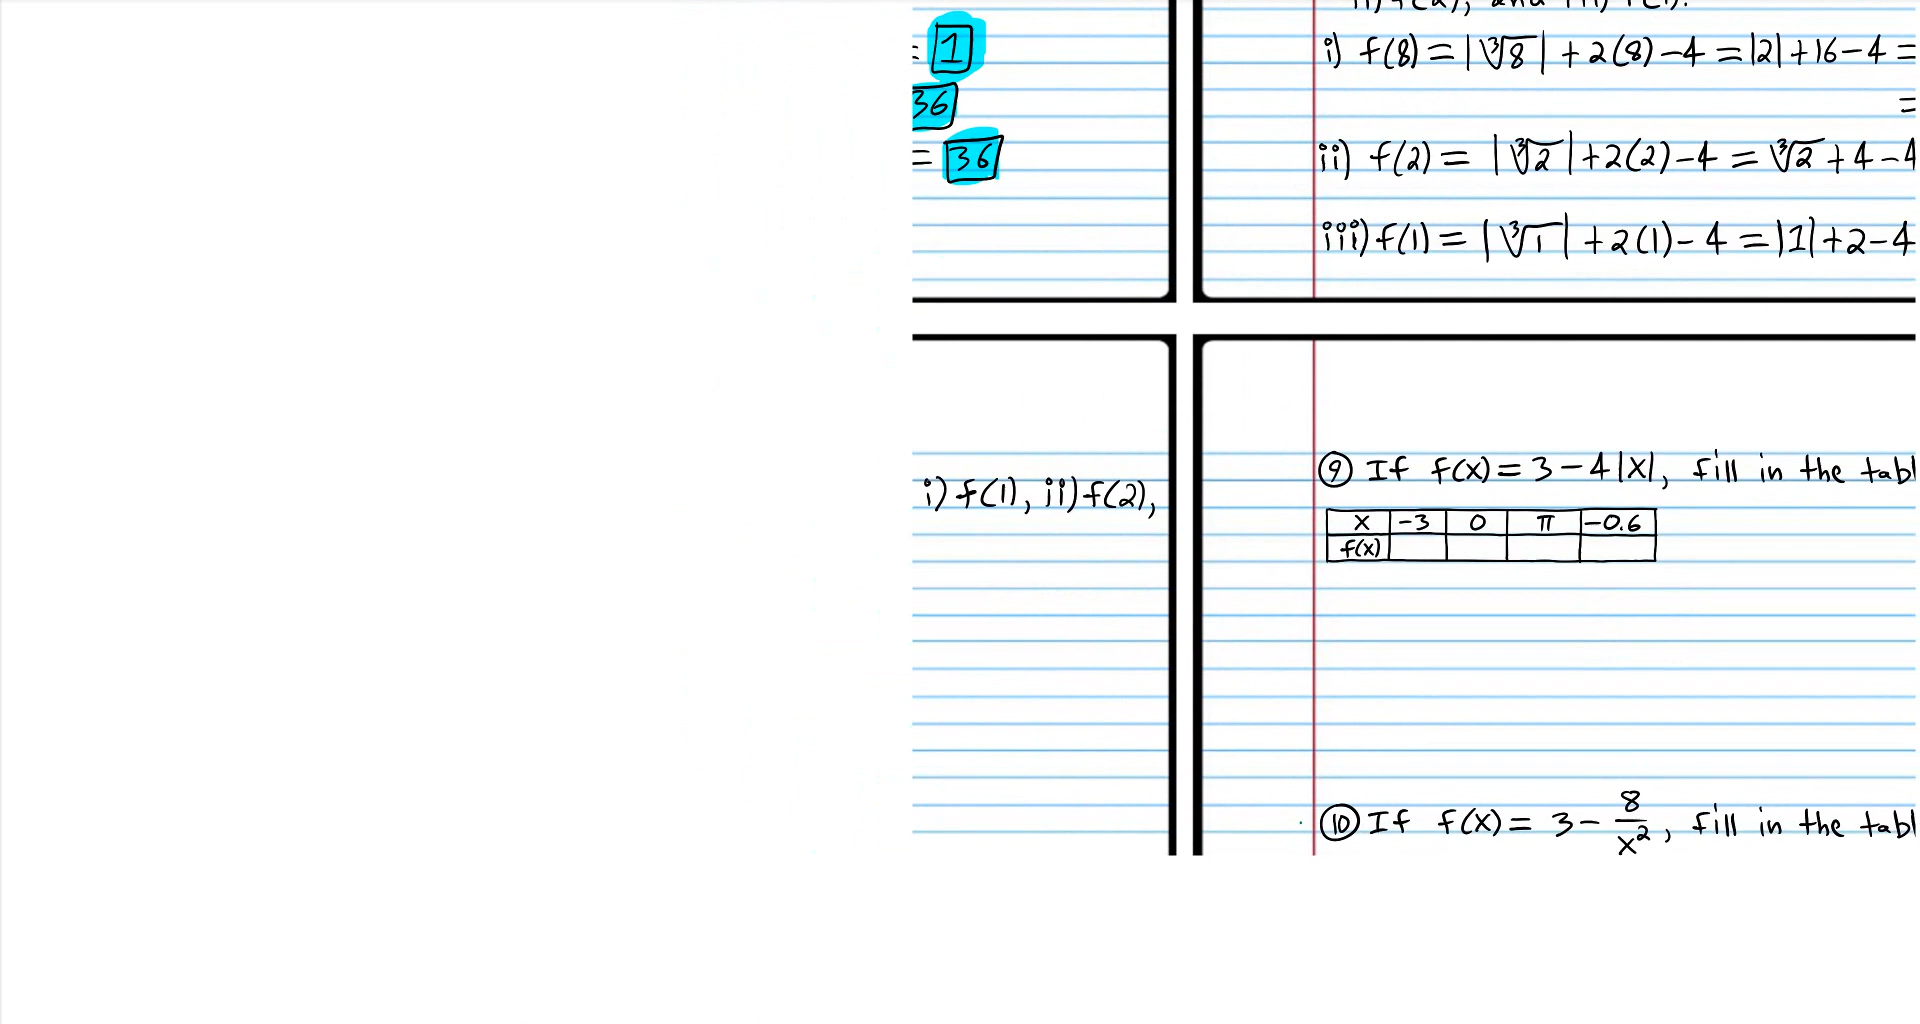 = 1
36
= 36
i) f(8) = |∛8| + 2(8) - 4 = |2| + 16 - 4 =
=
ii) f(2) = |∛2| + 2(2) - 4 = ∛2 + 4 - 4
iii) f(1) = |∛1| + 2(1) - 4 = |1| + 2 - 4
i) f(1), ii) f(2),
⑨ If f(x) = 3 - 4|x|, fill in the tabl
x -3 0 π -0.6
f(x)
⑩ If f(x) = 3 - 8/x², fill in the tabl